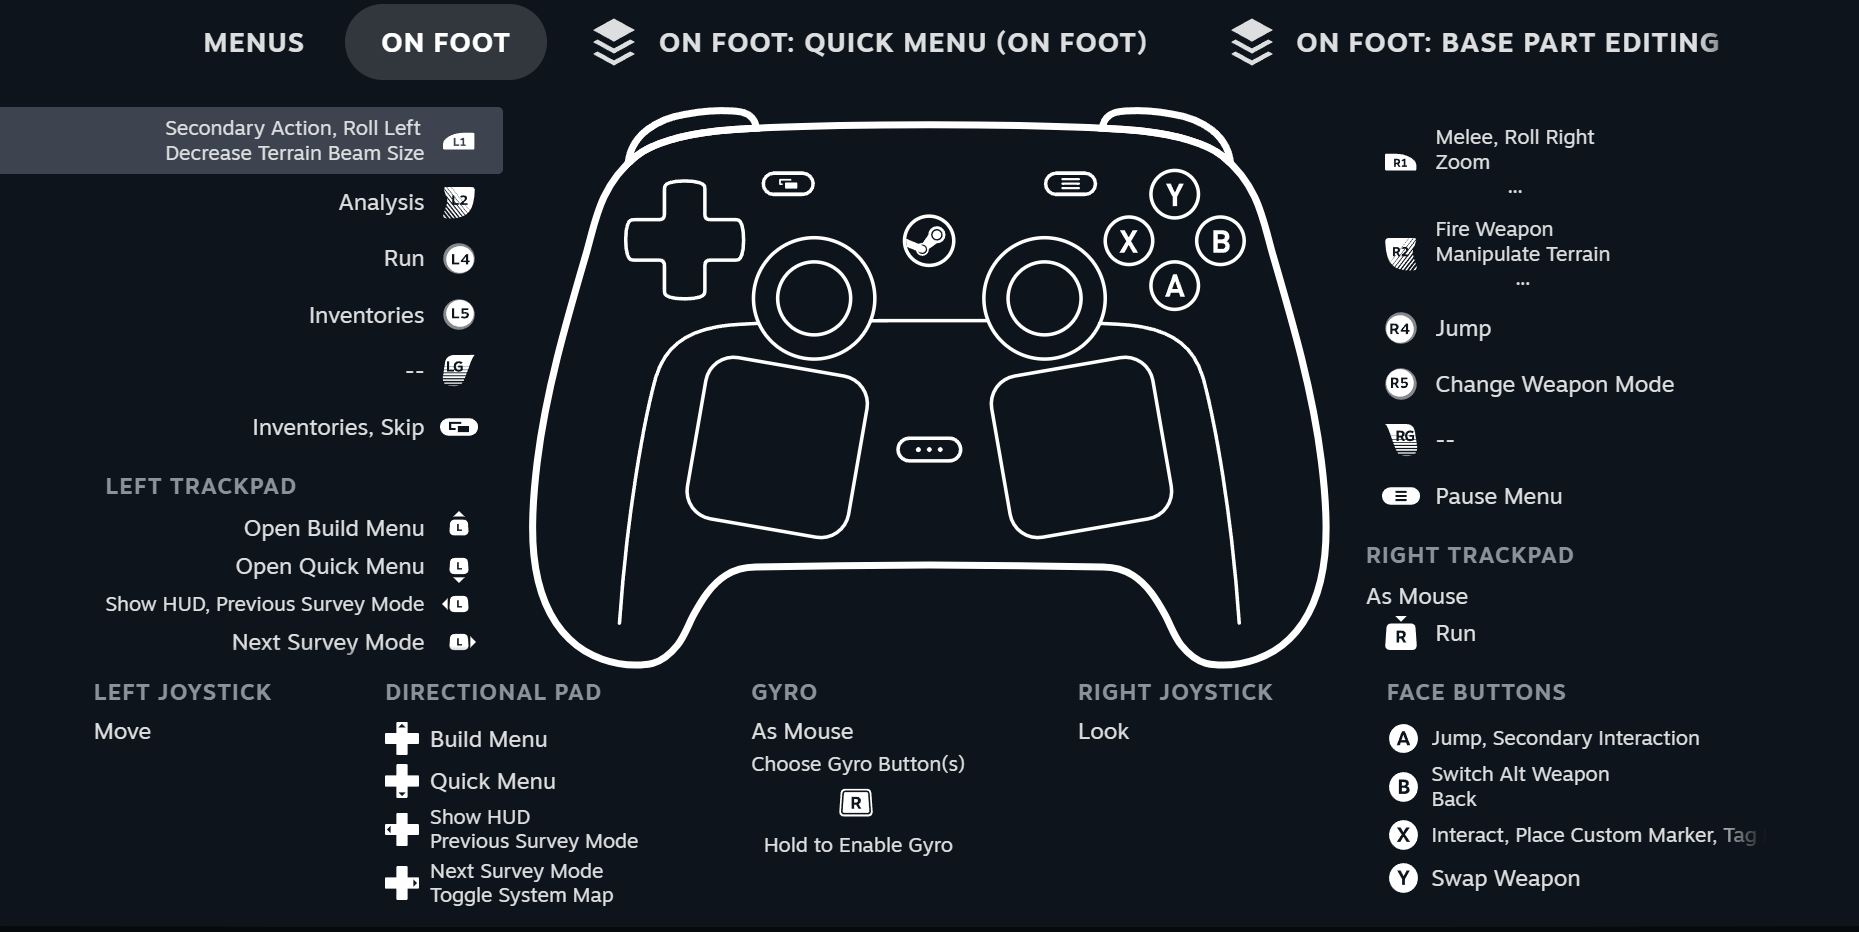 MENUS
ON FOOT
ON FOOT: QUICK MENU (ON FOOT)
ON FOOT: BASE PART EDITING
Secondary Action, Roll Left
Decrease Terrain Beam Size
L1
Analysis
L2
Run
L4
Inventories
L5
--
LG
Inventories, Skip
LEFT TRACKPAD
Open Build Menu
L
Open Quick Menu
L
Show HUD, Previous Survey Mode
L
Next Survey Mode
L
Y
X
B
A
R1
Melee, Roll Right
Zoom
...
R2
Fire Weapon
Manipulate Terrain
...
R4
Jump
R5
Change Weapon Mode
RG
--
Pause Menu
RIGHT TRACKPAD
As Mouse
R
Run
LEFT JOYSTICK
Move
DIRECTIONAL PAD
Build Menu
Quick Menu
Show HUD
Previous Survey Mode
Next Survey Mode
Toggle System Map
GYRO
As Mouse
Choose Gyro Button(s)
R
Hold to Enable Gyro
RIGHT JOYSTICK
Look
FACE BUTTONS
A
Jump, Secondary Interaction
B
Switch Alt Weapon
Back
X
Interact, Place Custom Marker, Tag
Y
Swap Weapon